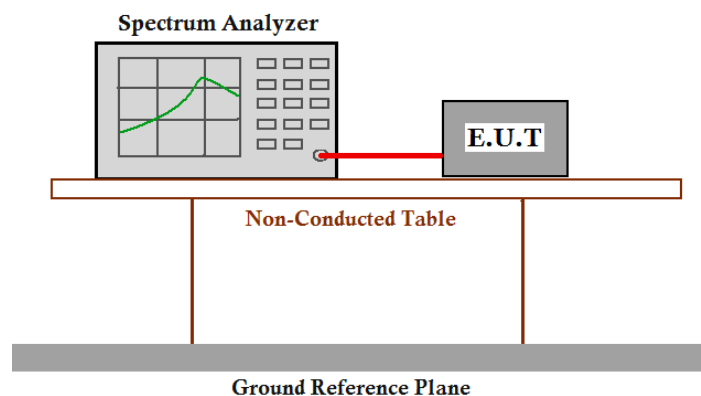 Spectrum Analyzer
E.U.T
Non-Conducted Table
Ground Reference Plane